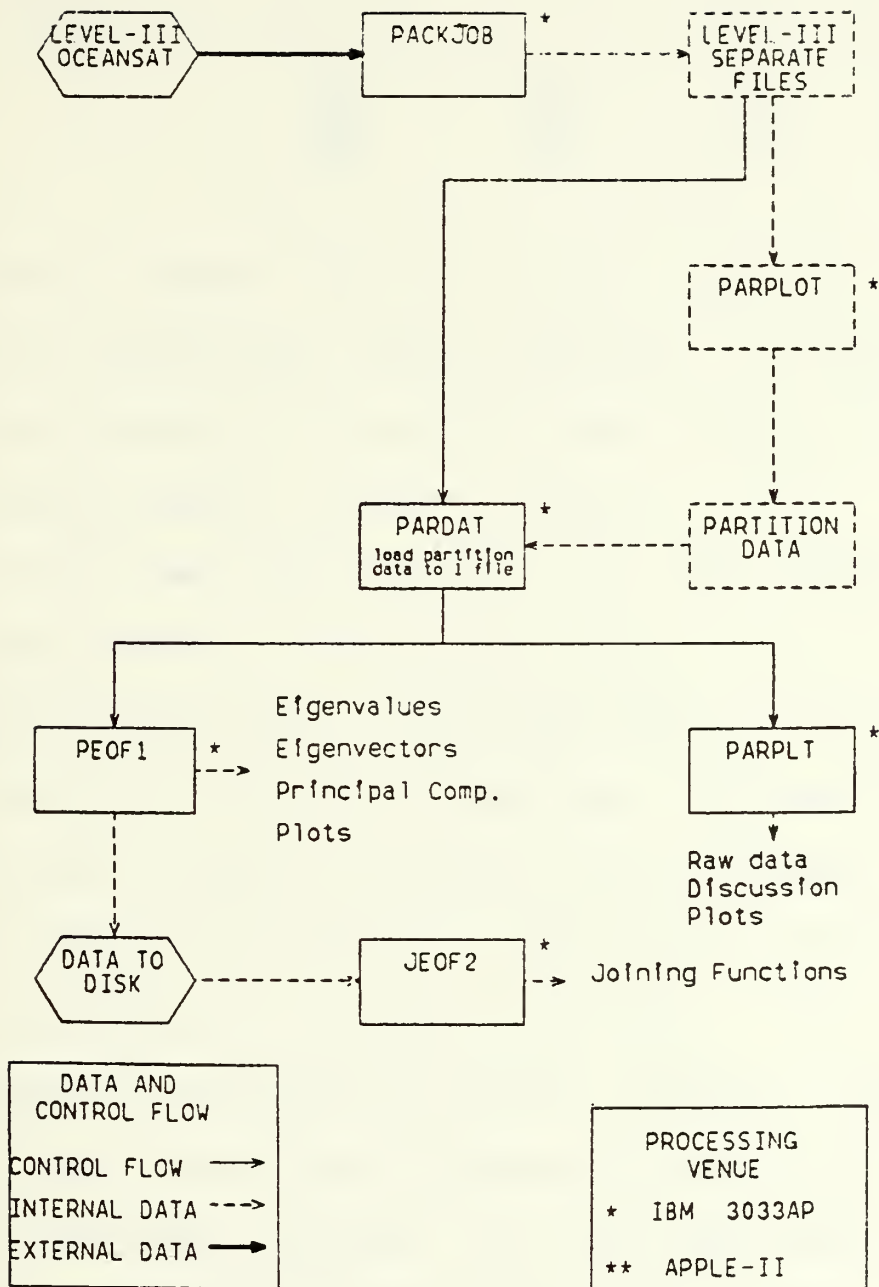 LEVEL-III
OCEANSAT
PACKJOB
*
LEVEL-III
SEPARATE
FILES
PARPLOT
*
PARDAT
load partition
data to 1 file
*
PARTITION
DATA
PEOF1
*
Eigenvalues
Eigenvectors
Principal Comp.
Plots
PARPLT
*
Raw data
Discussion
Plots
DATA TO
DISK
JEOF2
*
Joining Functions
DATA AND
CONTROL FLOW
CONTROL FLOW
INTERNAL DATA
EXTERNAL DATA
PROCESSING
VENUE
* IBM 3033AP
** APPLE-II